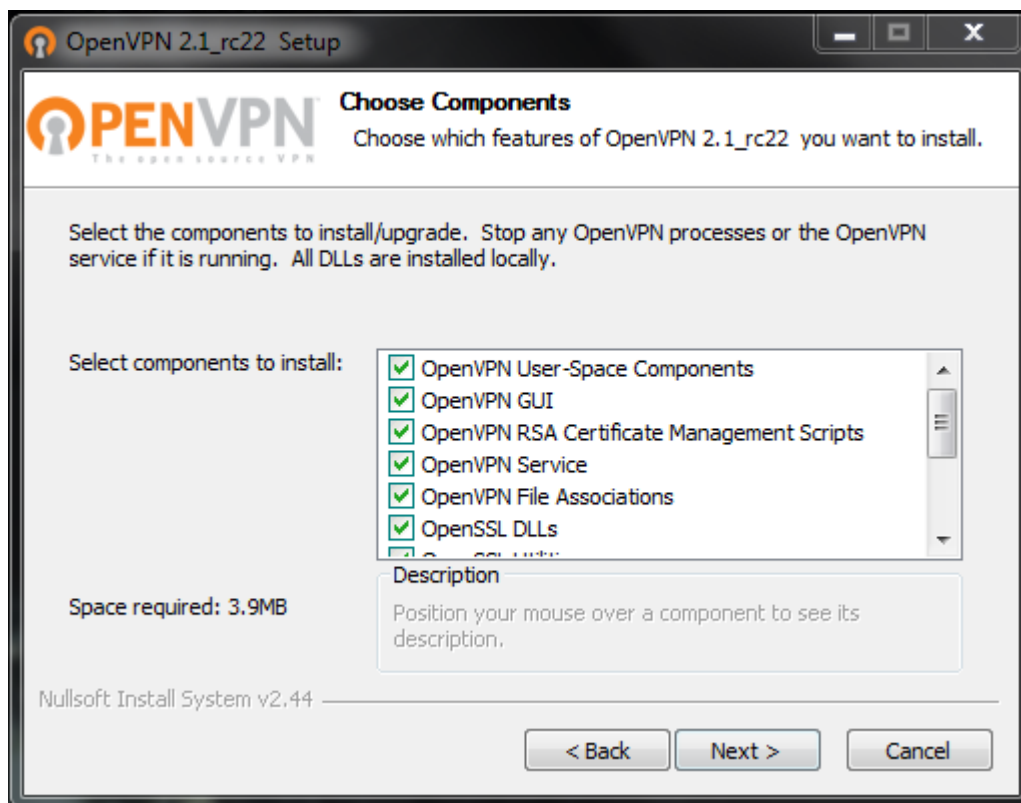 OpenVPN 2.1_rc22 Setup
OPENVPN
The open source VPN
Choose Components
Choose which features of OpenVPN 2.1_rc22 you want to install.
Select the components to install/upgrade. Stop any OpenVPN processes or the OpenVPN
service if it is running. All DLLs are installed locally.
Select components to install:
OpenVPN User-Space Components
OpenVPN GUI
OpenVPN RSA Certificate Management Scripts
OpenVPN Service
OpenVPN File Associations
OpenSSL DLLs
Space required: 3.9MB
Description
Position your mouse over a component to see its
description.
Nullsoft Install System v2.44
< Back
Next >
Cancel